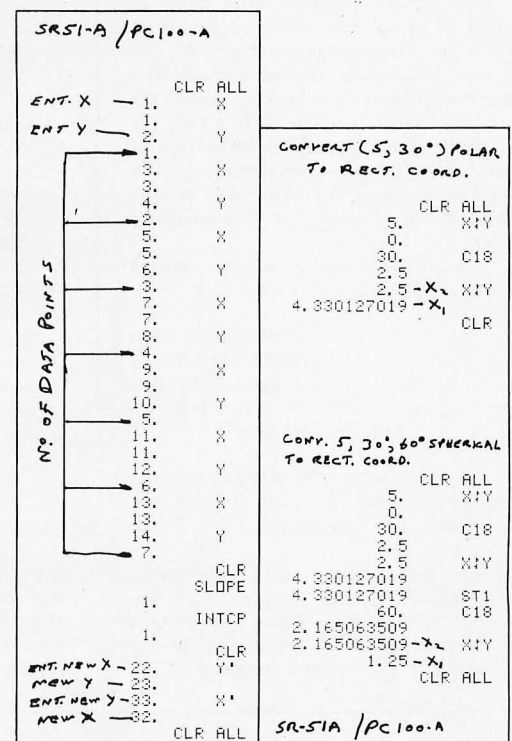 SR51-A /PC100-A
CLR ALL
ENT. X — 1. X
1.
ENT Y — 2. Y
1.
3. X
3.
4. Y
2.
5. X
5.
6. Y
3.
7. X
7.
8. Y
4.
9. X
9.
10. Y
5.
11. X
11.
12. Y
6.
13. X
13.
14. Y
7.
CLR
SLOPE
1.
INTCP
1.
CLR
ENT. NEW X - 22. Y'
NEW Y — 23.
ENT. NEW Y - 33. X'
NEW X — 32.
CLR ALL
Nº OF DATA POINTS
CONVERT (5, 30°) POLAR
TO RECT. COORD.
CLR ALL
5. X:Y
0.
30. C18
2.5
2.5 - X₂ X:Y
4.330127019 - X₁
CLR
CONV. 5, 30°, 60° SPHERICAL
TO RECT. COORD.
CLR ALL
5. X:Y
0.
30. C18
2.5
2.5 X:Y
4.330127019
4.330127019 ST1
60. C18
2.165063509
2.165063509 - X₂ X:Y
1.25 - X₁
CLR ALL
SR-51A /PC100-A